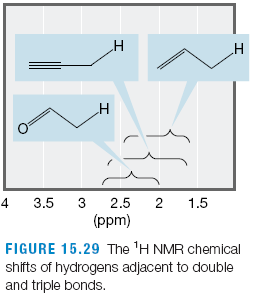 H
H
H
O
4 3.5 3 2.5 2 1.5
(ppm)
FIGURE 15.29 The ¹H NMR chemical
shifts of hydrogens adjacent to double
and triple bonds.